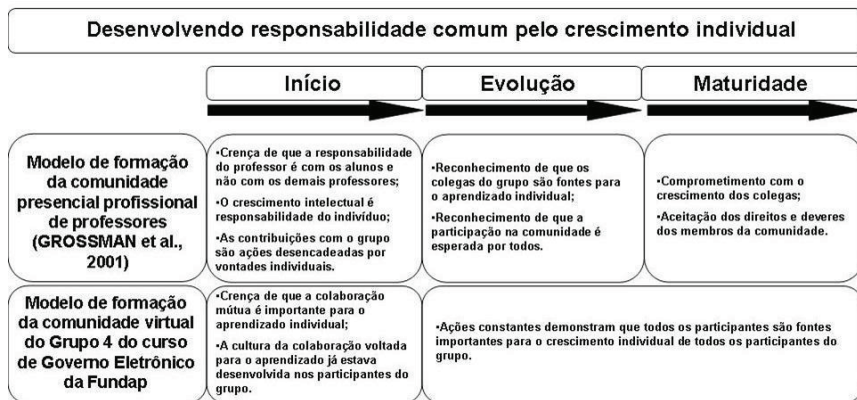 Desenvolvendo responsabilidade comum pelo crescimento individual
Início
Evolução
Maturidade
Modelo de formação
da comunidade
presencial profissional
de professores
(GROSSMAN et al.,
2001)
•Crença de que a responsabilidade
do professor é com os alunos e
não com os demais professores;
•O crescimento intelectual é
responsabilidade do indivíduo;
•As contribuições com o grupo
são ações desencadeadas por
vontades individuais.
•Reconhecimento de que os
colegas do grupo são fontes para
o aprendizado individual;
•Reconhecimento de que a
participação na comunidade é
esperada por todos.
•Comprometimento com o
crescimento dos colegas;
•Aceitação dos direitos e deveres
dos membros da comunidade.
Modelo de formação
da comunidade virtual
do Grupo 4 do curso
de Governo Eletrônico
da Fundap
•Crença de que a colaboração
mútua é importante para o
aprendizado individual;
•A cultura da colaboração voltada
para o aprendizado já estava
desenvolvida nos participantes do
grupo.
•Ações constantes demonstram que todos os participantes são fontes
importantes para o crescimento individual de todos os participantes do
grupo.